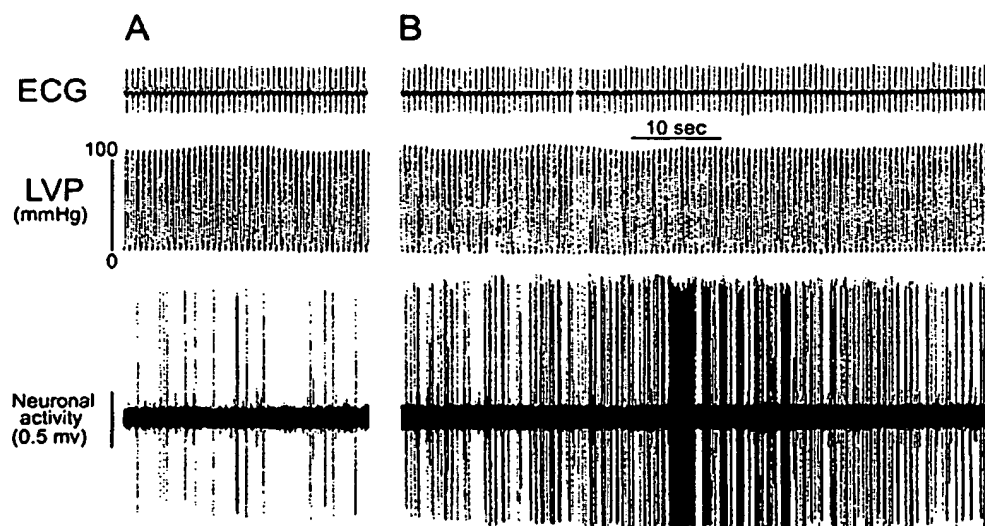 A
B
ECG
10 sec
100
LVP
(mmHg)
0
Neuronal
activity
(0.5 mv)